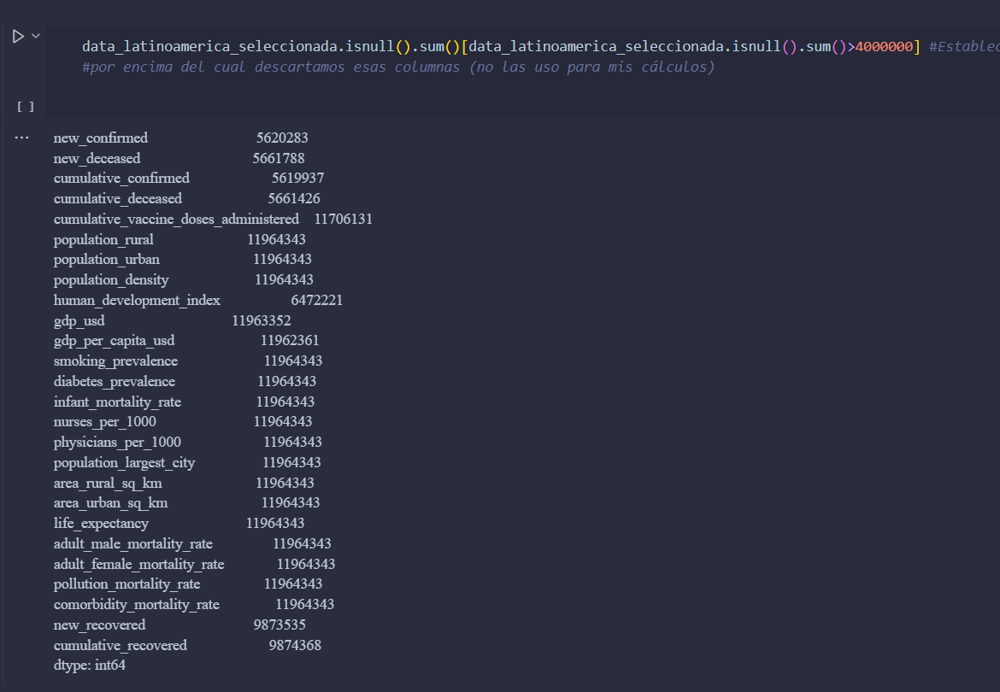 data_latinoamerica_seleccionada.isnull().sum()[data_latinoamerica_seleccionada.isnull().sum()>4000000]
#por encima del cual descartamos esas columnas (no las uso para mis cálculos)
[ ]
...
new_confirmed 5620283
new_deceased 5661788
cumulative_confirmed 5619937
cumulative_deceased 5661426
cumulative_vaccine_doses_administered 11706131
population_rural 11964343
population_urban 11964343
population_density 11964343
human_development_index 6472221
gdp_usd 11963352
gdp_per_capita_usd 11962361
smoking_prevalence 11964343
diabetes_prevalence 11964343
infant_mortality_rate 11964343
nurses_per_1000 11964343
physicians_per_1000 11964343
population_largest_city 11964343
area_rural_sq_km 11964343
area_urban_sq_km 11964343
life_expectancy 11964343
adult_male_mortality_rate 11964343
adult_female_mortality_rate 11964343
pollution_mortality_rate 11964343
comorbidity_mortality_rate 11964343
new_recovered 9873535
cumulative_recovered 9874368
dtype: int64